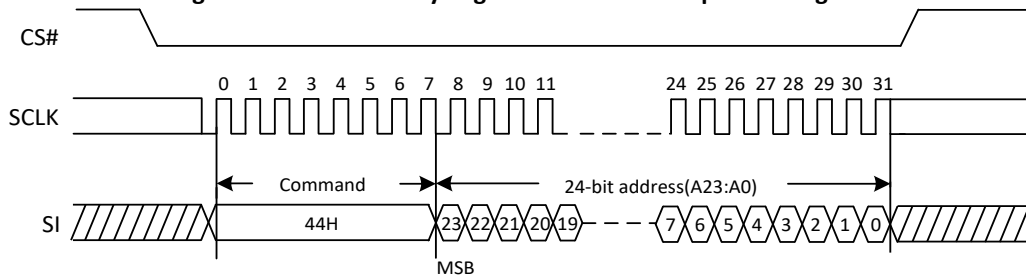 CS#
0 1 2 3 4 5 6 7 8 9 10 11 24 25 26 27 28 29 30 31
SCLK
Command 24-bit address(A23:A0)
SI 44H 23 22 21 20 19 7 6 5 4 3 2 1 0
MSB